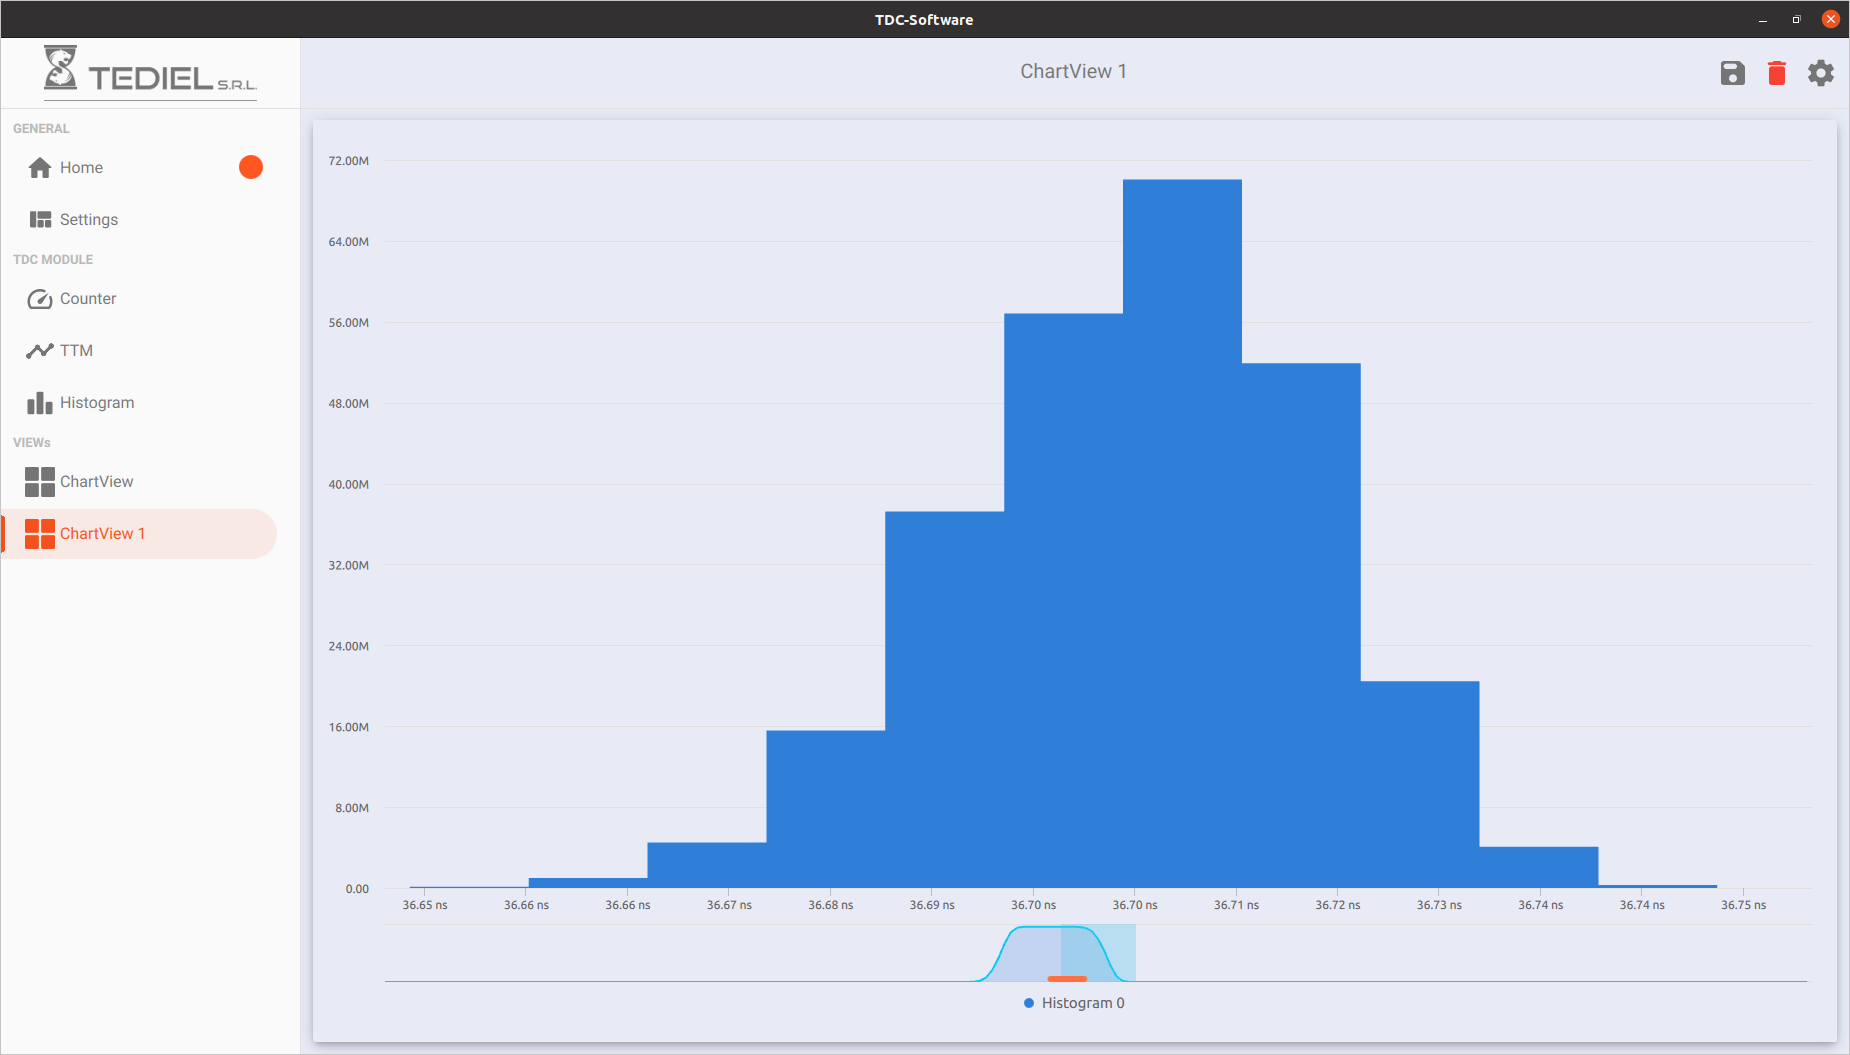 TDC-Software
TEDIEL S.R.L.
ChartView 1
GENERAL
Home
Settings
TDC MODULE
Counter
TTM
Histogram
VIEWs
ChartView
ChartView 1
72.00M
64.00M
56.00M
48.00M
40.00M
32.00M
24.00M
16.00M
8.00M
0.00
36.65 ns 36.66 ns 36.66 ns 36.67 ns 36.68 ns 36.69 ns 36.70 ns 36.70 ns 36.71 ns 36.72 ns 36.73 ns 36.74 ns 36.74 ns 36.75 ns
Histogram 0